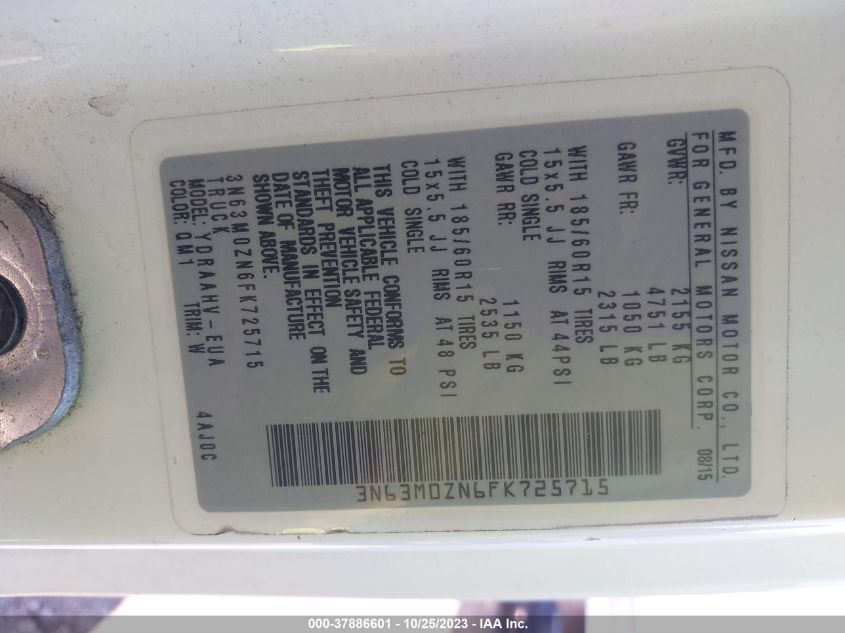 MFD. BY NISSAN MOTOR CO., LTD.
FOR GENERAL MOTORS CORP. 08/15
GVWR: 2155 KG
4751 LB
GAWR FR: 1050 KG
2315 LB
WITH 185/60R15 TIRES
15x5.5 JJ RIMS AT 44PSI
COLD SINGLE
GAWR RR: 1150 KG
2535 LB
WITH 185/60R15 TIRES
15x5.5 JJ RIMS AT 48 PSI
COLD SINGLE
THIS VEHICLE CONFORMS TO
ALL APPLICABLE FEDERAL
MOTOR VEHICLE SAFETY AND
THEFT PREVENTION
STANDARDS IN EFFECT ON THE
DATE OF MANUFACTURE
SHOWN ABOVE.
3N63M0ZN6FK725715
TRUCK
MODEL: YDRAAHV-EUA 4AJ0C
COLOR: QM1 TRIM: W
3N63M0ZN6FK725715
000-37886601 - 10/25/2023 - IAA Inc.